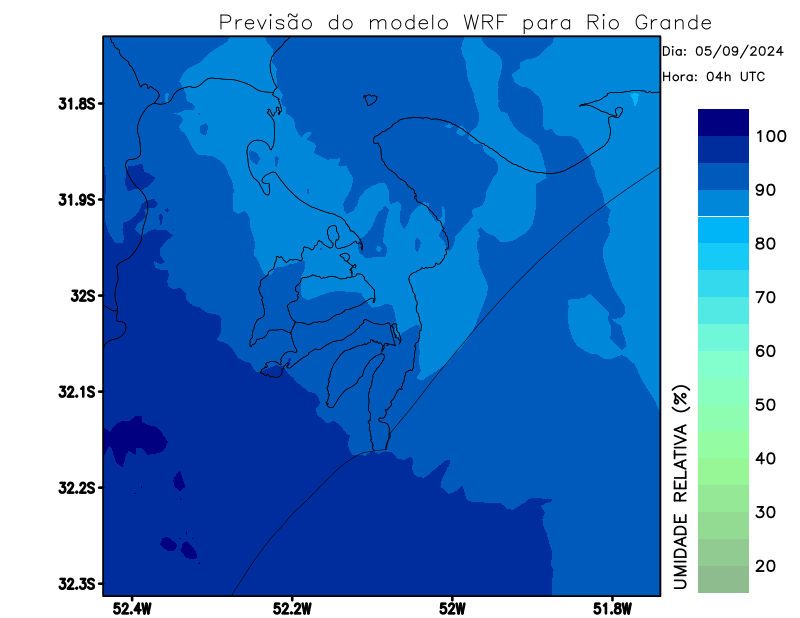 Previsão do modelo WRF para Rio Grande
Dia: 05/09/2024
Hora: 04h UTC
31.8S
31.9S
32S
32.1S
32.2S
32.3S
52.4W
52.2W
52W
51.8W
UMIDADE RELATIVA (%)
100
90
80
70
60
50
40
30
20